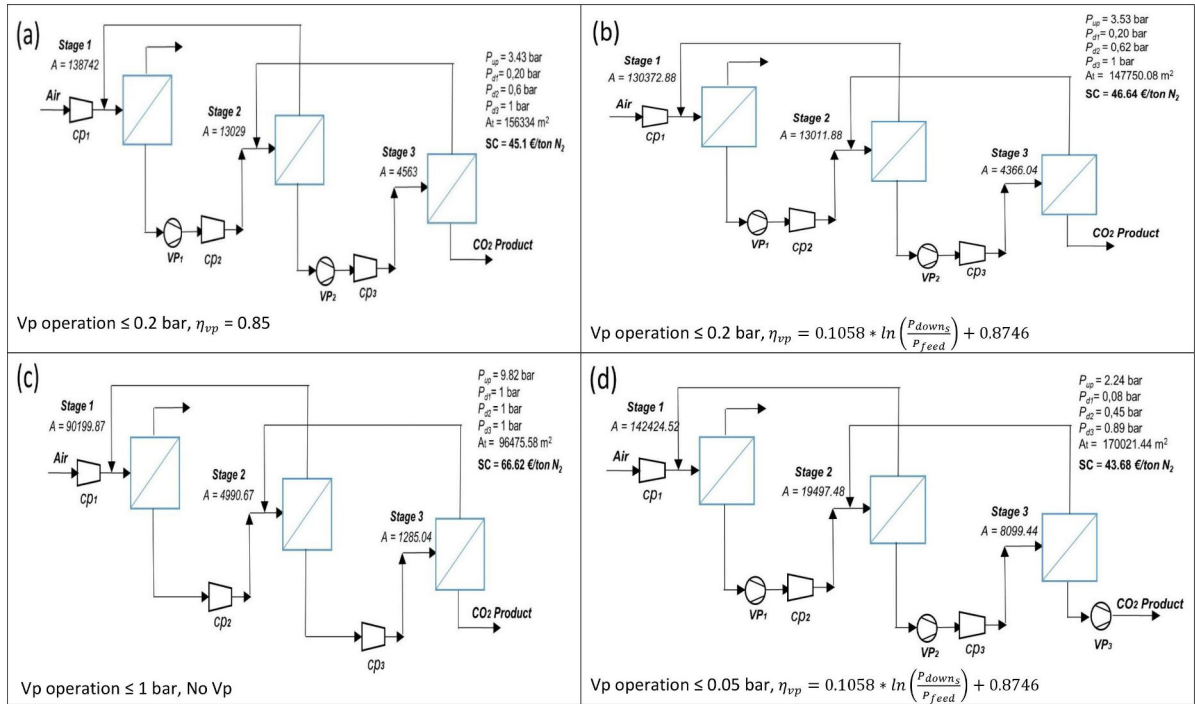 (a)
Stage 1
A = 138742
Air
cp1
Stage 2
A = 13029
VP1
cp2
Stage 3
A = 4563
VP2
cp3
CO2 Product
Pup = 3.43 bar
Pd1= 0,20 bar
Pd2= 0,6 bar
Pd3= 1 bar
At = 156334 m2
SC = 45.1 €/ton N2
Vp operation ≤ 0.2 bar, ηvp = 0.85
(b)
Stage 1
A = 130372.88
Air
cp1
Stage 2
A = 13011.88
VP1
cp2
Stage 3
A = 4366.04
VP2
cp3
CO2 Product
Pup = 3.53 bar
Pd1= 0,20 bar
Pd2= 0,62 bar
Pd3= 1 bar
At = 147750.08 m2
SC = 46.64 €/ton N2
Vp operation ≤ 0.2 bar, ηvp = 0.1058 * ln(Pdowns/Pfeed) + 0.8746
(c)
Stage 1
A = 90199.87
Air
cp1
Stage 2
A = 4990.67
cp2
Stage 3
A = 1285.04
cp3
CO2 Product
Pup = 9.82 bar
Pd1= 1 bar
Pd2= 1 bar
Pd3= 1 bar
At = 96475.58 m2
SC = 66.62 €/ton N2
Vp operation ≤ 1 bar, No Vp
(d)
Stage 1
A = 142424.52
Air
cp1
Stage 2
A = 19497.48
VP1
cp2
Stage 3
A = 8099.44
VP2
cp3
CO2 Product
VP3
Pup = 2.24 bar
Pd1= 0,08 bar
Pd2= 0,45 bar
Pd3= 0.89 bar
At = 170021.44 m2
SC = 43.68 €/ton N2
Vp operation ≤ 0.05 bar, ηvp = 0.1058 * ln(Pdowns/Pfeed) + 0.8746